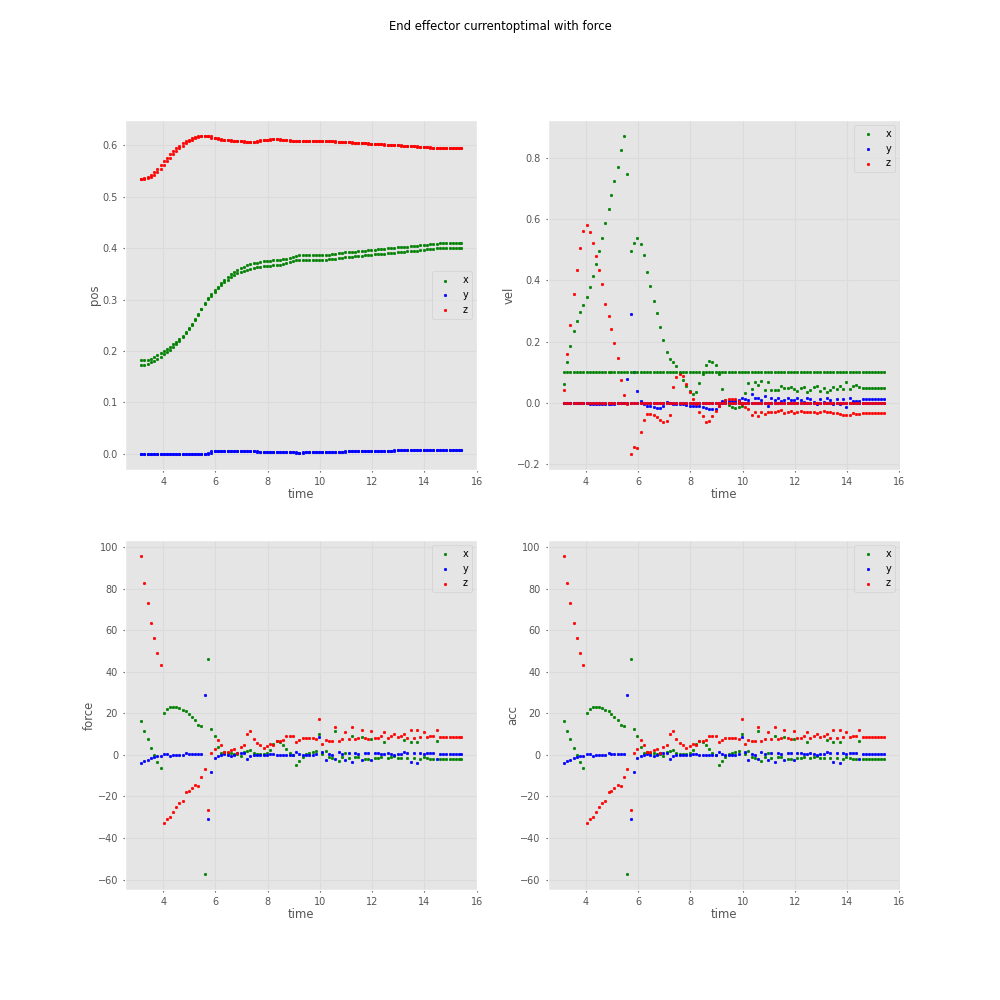 End effector currentoptimal with force
0.6
0.5
0.4
0.3
0.2
0.1
0.0
pos
x
y
z
4 6 8 10 12 14 16
time
0.8
0.6
0.4
0.2
0.0
−0.2
vel
x
y
z
4 6 8 10 12 14 16
time
100
80
60
40
20
0
−20
−40
−60
force
x
y
z
4 6 8 10 12 14 16
time
100
80
60
40
20
0
−20
−40
−60
acc
x
y
z
4 6 8 10 12 14 16
time